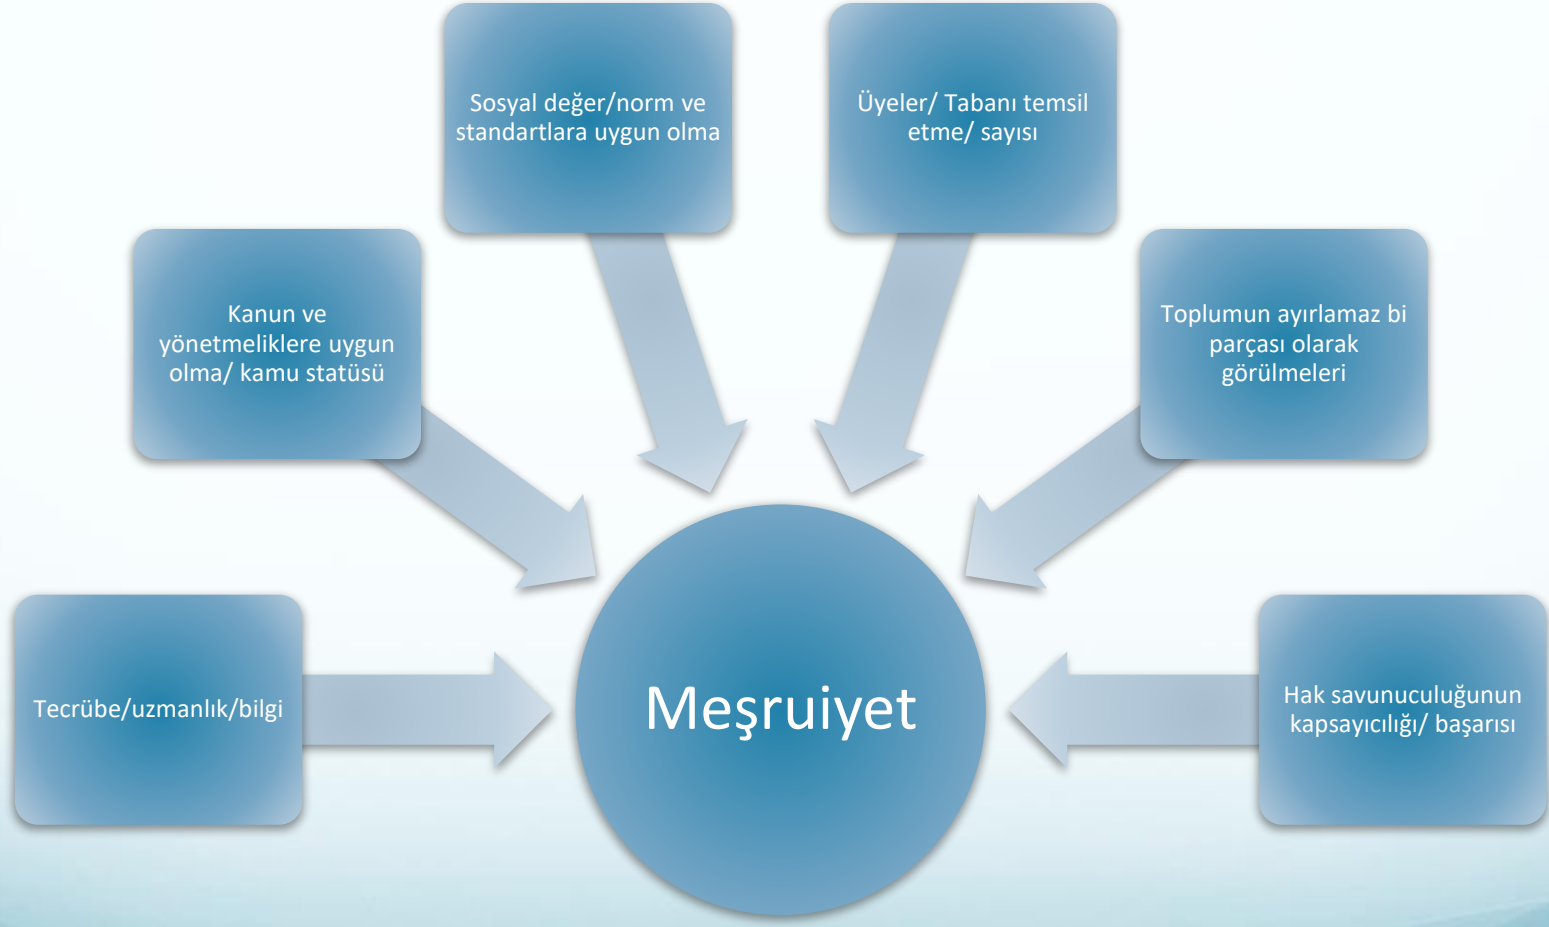 Sosyal değer/norm ve
standartlara uygun olma
Üyeler/ Tabanı temsil
etme/ sayısı
Kanun ve
yönetmeliklere uygun
olma/ kamu statüsü
Toplumun ayırlamaz bi
parçası olarak
görülmeleri
Tecrübe/uzmanlık/bilgi
Meşruiyet
Hak savunuculuğunun
kapsayıcılığı/ başarısı